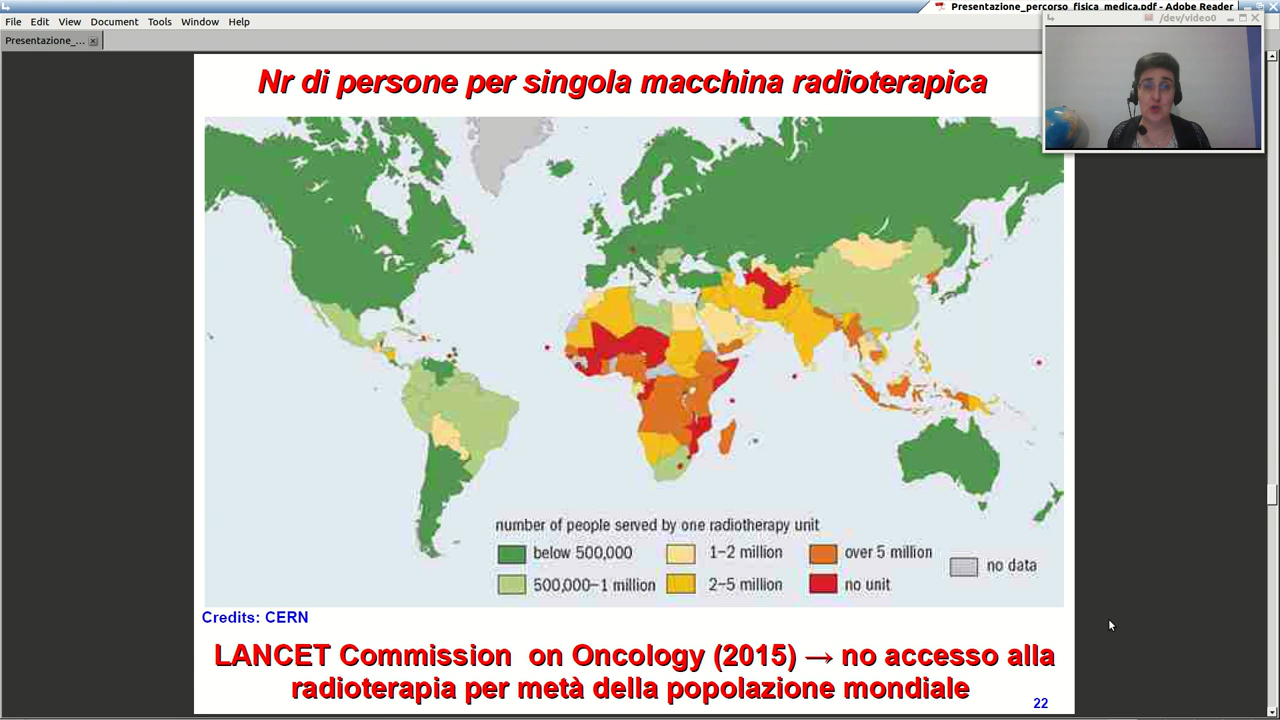 Presentazione_percorso_fisica_medica.pdf - Adobe Reader
File Edit View Document Tools Window Help
/dev/video0
Presentazione_...
Nr di persone per singola macchina radioterapica
number of people served by one radiotherapy unit
below 500,000
1–2 million
over 5 million
no data
500,000–1 million
2–5 million
no unit
Credits: CERN
LANCET Commission on Oncology (2015) → no accesso alla
radioterapia per metà della popolazione mondiale
22